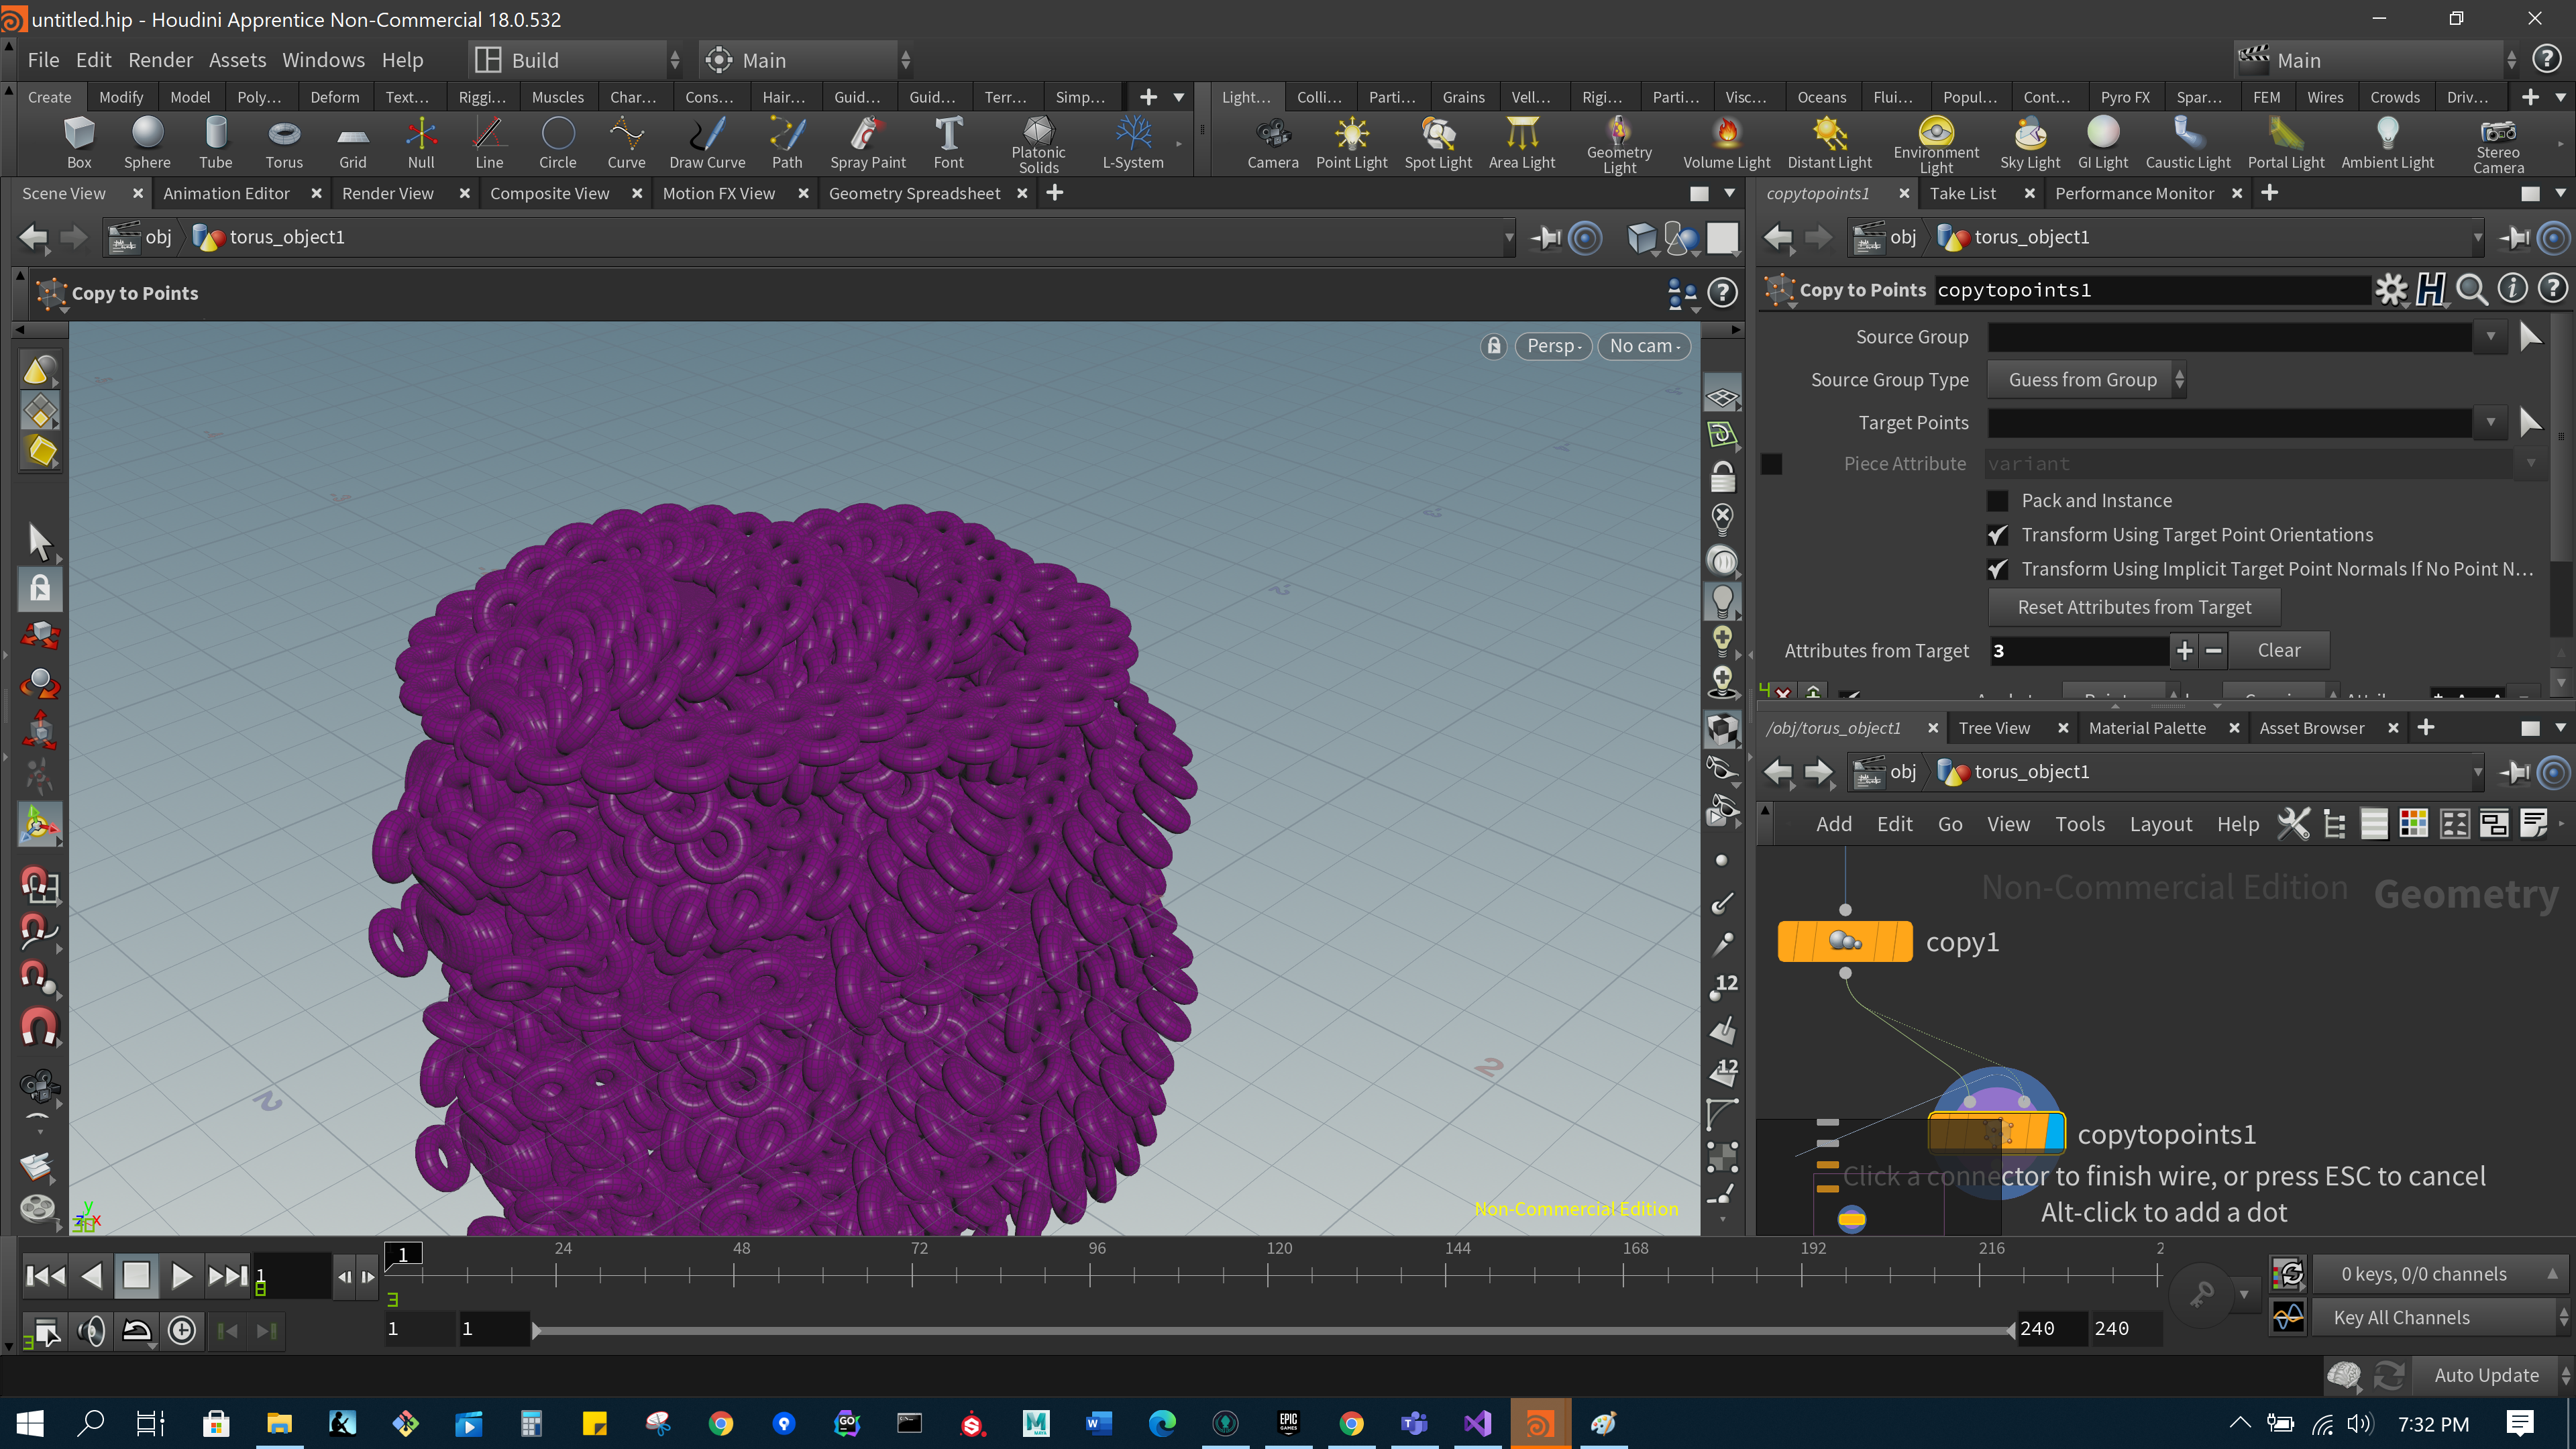 untitled.hip - Houdini Apprentice Non-Commercial 18.0.532
File Edit Render Assets Windows Help Build Main Main
Create Modify Model Poly... Deform Text... Riggi... Muscles Char... Cons... Hair... Guid... Guid... Terr... Simp... Light... Colli... Parti... Grains Vell... Rigi... Parti... Visc... Oceans Flui... Popul... Cont... Pyro FX Spar... FEM Wires Crowds Driv...
Box Sphere Tube Torus Grid Null Line Circle Curve Draw Curve Path Spray Paint Font Platonic Solids L-System Camera Point Light Spot Light Area Light Geometry Light Volume Light Distant Light Environment Light Sky Light GI Light Caustic Light Portal Light Ambient Light Stereo Camera
Scene View Animation Editor Render View Composite View Motion FX View Geometry Spreadsheet
obj torus_object1
Copy to Points
Persp No cam
Non-Commercial Edition
copytopoints1 Take List Performance Monitor
obj torus_object1
Copy to Points copytopoints1
Source Group
Source Group Type Guess from Group
Target Points
Piece Attribute variant
Pack and Instance
Transform Using Target Point Orientations
Transform Using Implicit Target Point Normals If No Point N...
Reset Attributes from Target
Attributes from Target 3 Clear
/obj/torus_object1 Tree View Material Palette Asset Browser
obj torus_object1
Add Edit Go View Tools Layout Help
Non-Commercial Edition Geometry
copy1
copytopoints1
Click a connector to finish wire, or press ESC to cancel
Alt-click to add a dot
1 1 24 48 72 96 120 144 168 192 216 2
0 keys, 0/0 channels
1 1 240 240
Key All Channels
Auto Update
7:32 PM